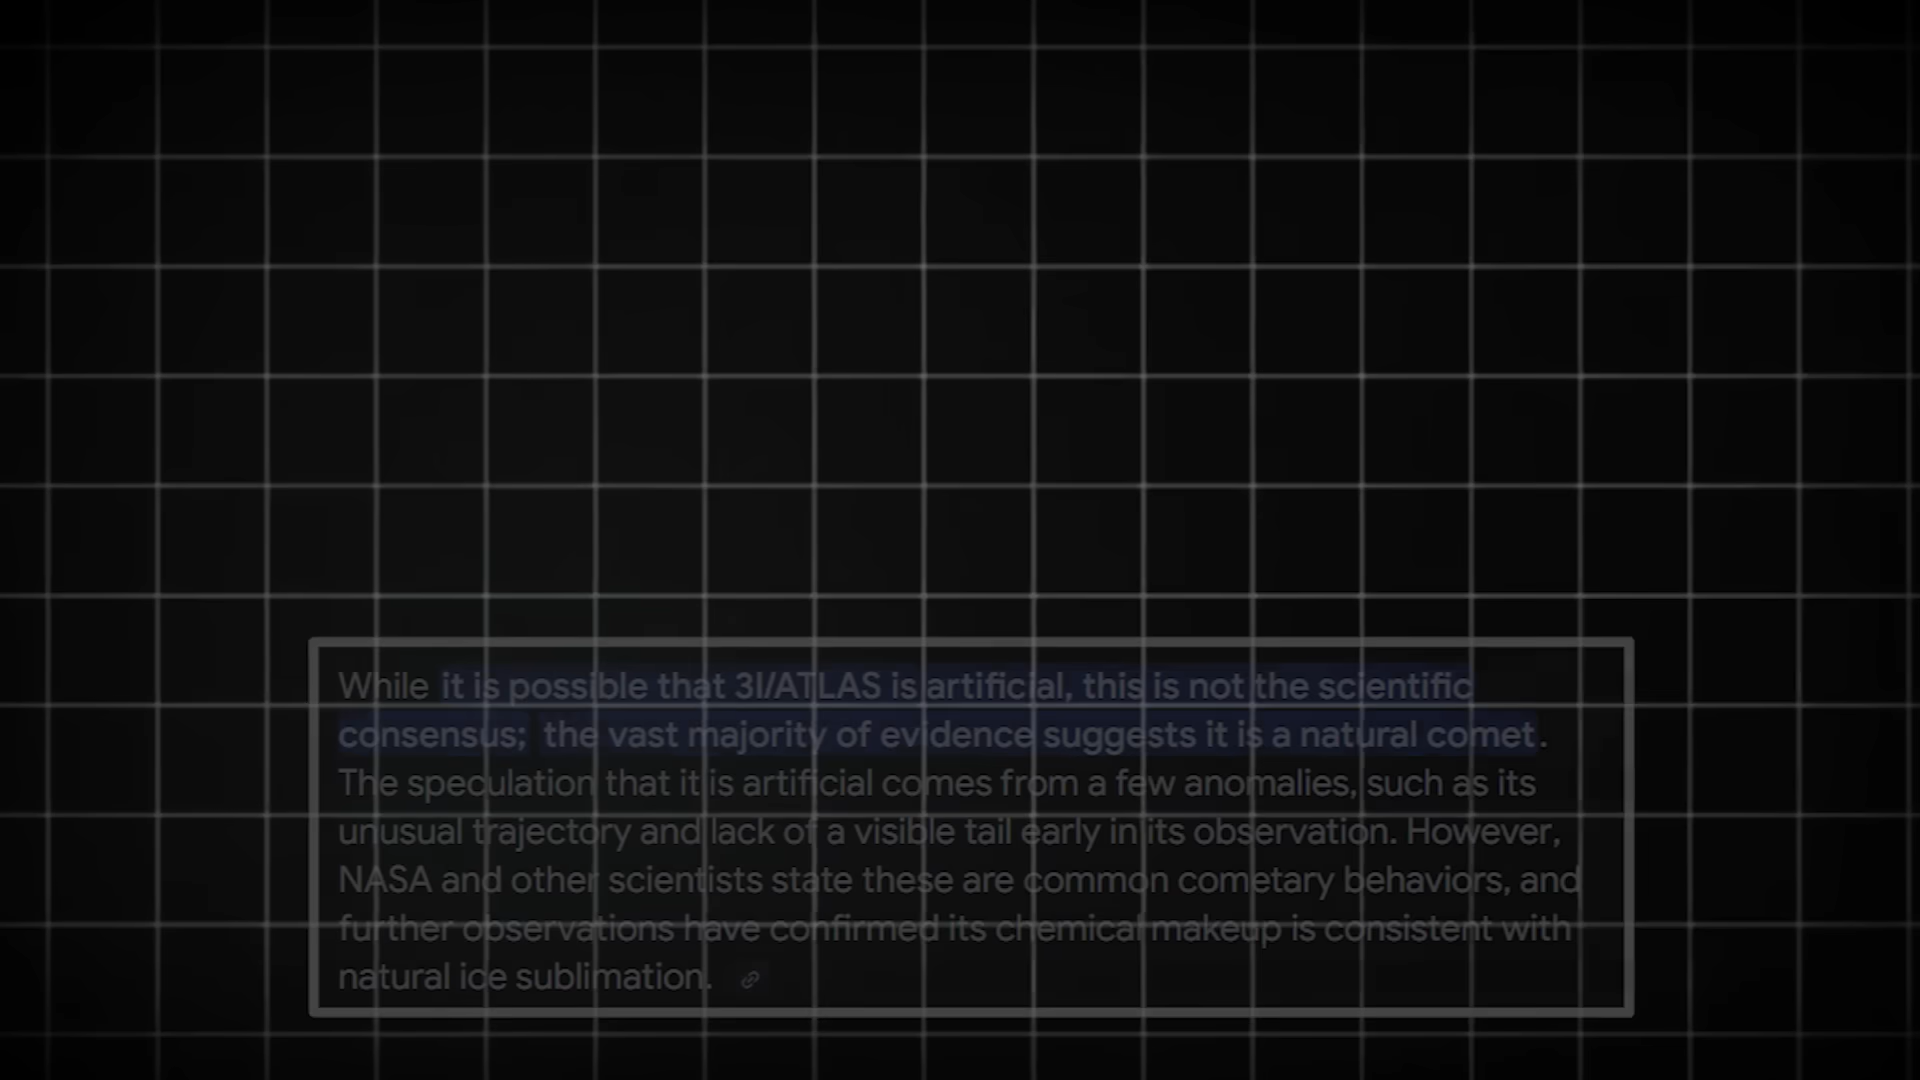 While it is possible that 3I/ATLAS is artificial, this is not the scientific
consensus; the vast majority of evidence suggests it is a natural comet.
The speculation that it is artificial comes from a few anomalies, such as its
unusual trajectory and lack of a visible tail early in its observation. However,
NASA and other scientists state these are common cometary behaviors, and
further observations have confirmed its chemical makeup is consistent with
natural ice sublimation.